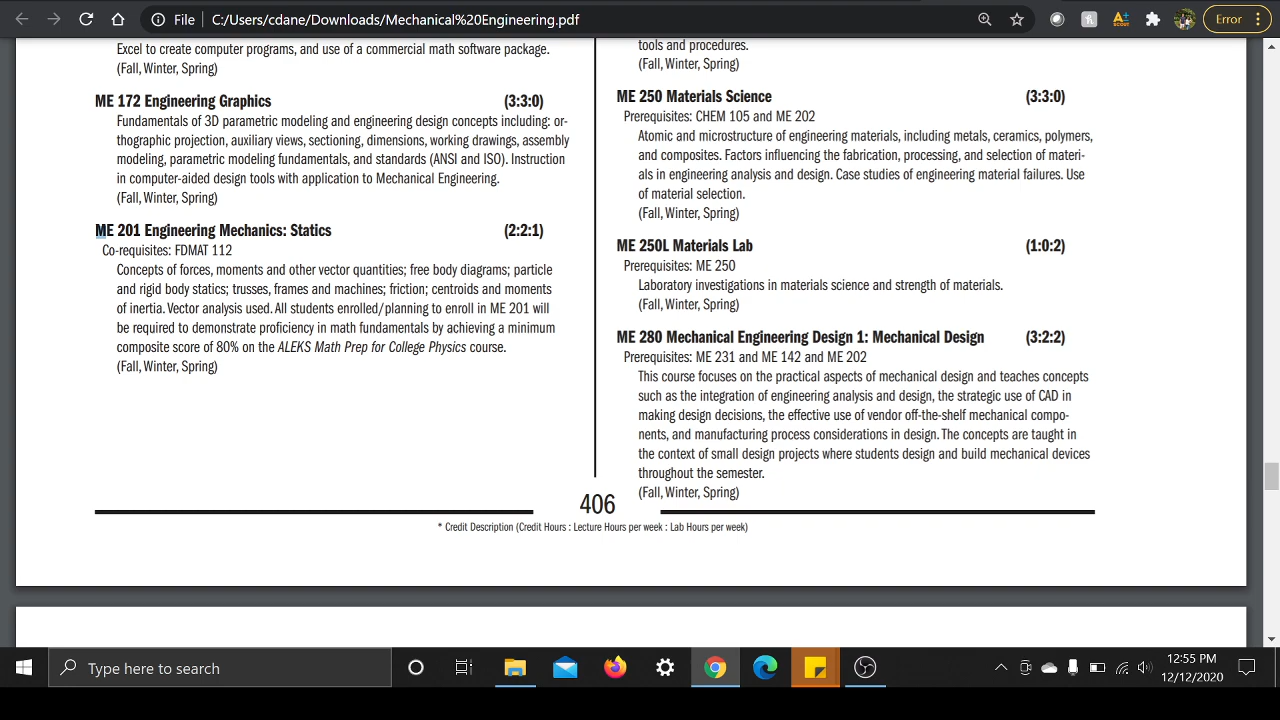 File
C:/Users/cdane/Downloads/Mechanical%20Engineering.pdf
Error
Excel to create computer programs, and use of a commercial math software package.
(Fall, Winter, Spring)
ME 172 Engineering Graphics (3:3:0)
Fundamentals of 3D parametric modeling and engineering design concepts including: or-
thographic projection, auxiliary views, sectioning, dimensions, working drawings, assembly
modeling, parametric modeling fundamentals, and standards (ANSI and ISO). Instruction
in computer-aided design tools with application to Mechanical Engineering.
(Fall, Winter, Spring)
ME 201 Engineering Mechanics: Statics (2:2:1)
Co-requisites: FDMAT 112
Concepts of forces, moments and other vector quantities; free body diagrams; particle
and rigid body statics; trusses, frames and machines; friction; centroids and moments
of inertia. Vector analysis used. All students enrolled/planning to enroll in ME 201 will
be required to demonstrate proficiency in math fundamentals by achieving a minimum
composite score of 80% on the ALEKS Math Prep for College Physics course.
(Fall, Winter, Spring)
tools and procedures.
(Fall, Winter, Spring)
ME 250 Materials Science (3:3:0)
Prerequisites: CHEM 105 and ME 202
Atomic and microstructure of engineering materials, including metals, ceramics, polymers,
and composites. Factors influencing the fabrication, processing, and selection of materi-
als in engineering analysis and design. Case studies of engineering material failures. Use
of material selection.
(Fall, Winter, Spring)
ME 250L Materials Lab (1:0:2)
Prerequisites: ME 250
Laboratory investigations in materials science and strength of materials.
(Fall, Winter, Spring)
ME 280 Mechanical Engineering Design 1: Mechanical Design (3:2:2)
Prerequisites: ME 231 and ME 142 and ME 202
This course focuses on the practical aspects of mechanical design and teaches concepts
such as the integration of engineering analysis and design, the strategic use of CAD in
making design decisions, the effective use of vendor off-the-shelf mechanical compo-
nents, and manufacturing process considerations in design. The concepts are taught in
the context of small design projects where students design and build mechanical devices
throughout the semester.
(Fall, Winter, Spring)
406
* Credit Description (Credit Hours : Lecture Hours per week : Lab Hours per week)
Type here to search
12:55 PM
12/12/2020